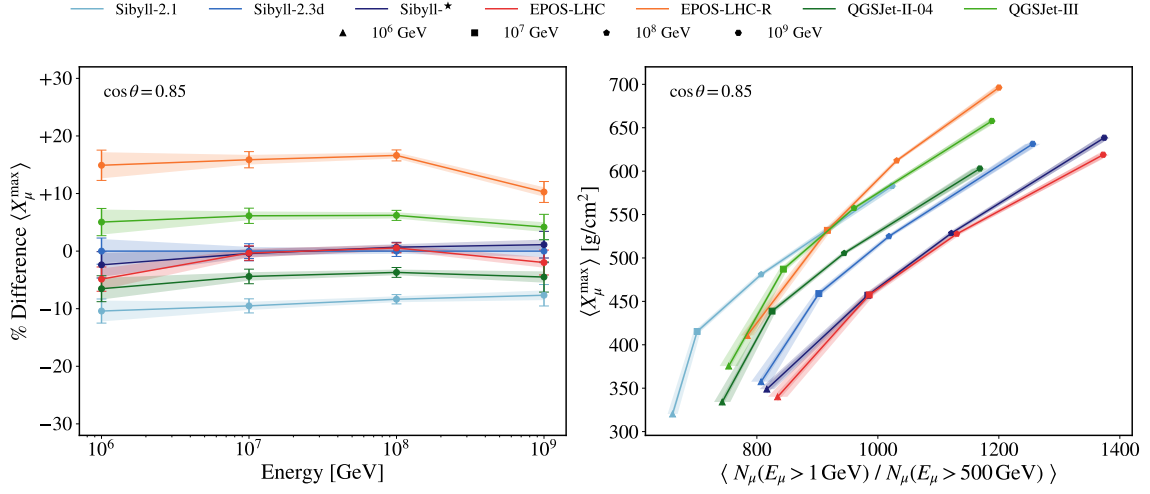 Sibyll-2.1 Sibyll-2.3d Sibyll-★ EPOS-LHC EPOS-LHC-R QGSJet-II-04 QGSJet-III
10⁶ GeV 10⁷ GeV 10⁸ GeV 10⁹ GeV
cos θ = 0.85
% Difference ⟨X_μ^max⟩
+30
+20
+10
0
−10
−20
−30
10⁶ 10⁷ 10⁸ 10⁹
Energy [GeV]
cos θ = 0.85
⟨X_μ^max⟩ [g/cm²]
700
650
600
550
500
450
400
350
300
800 1000 1200 1400
⟨ N_μ(E_μ > 1 GeV) / N_μ(E_μ > 500 GeV) ⟩